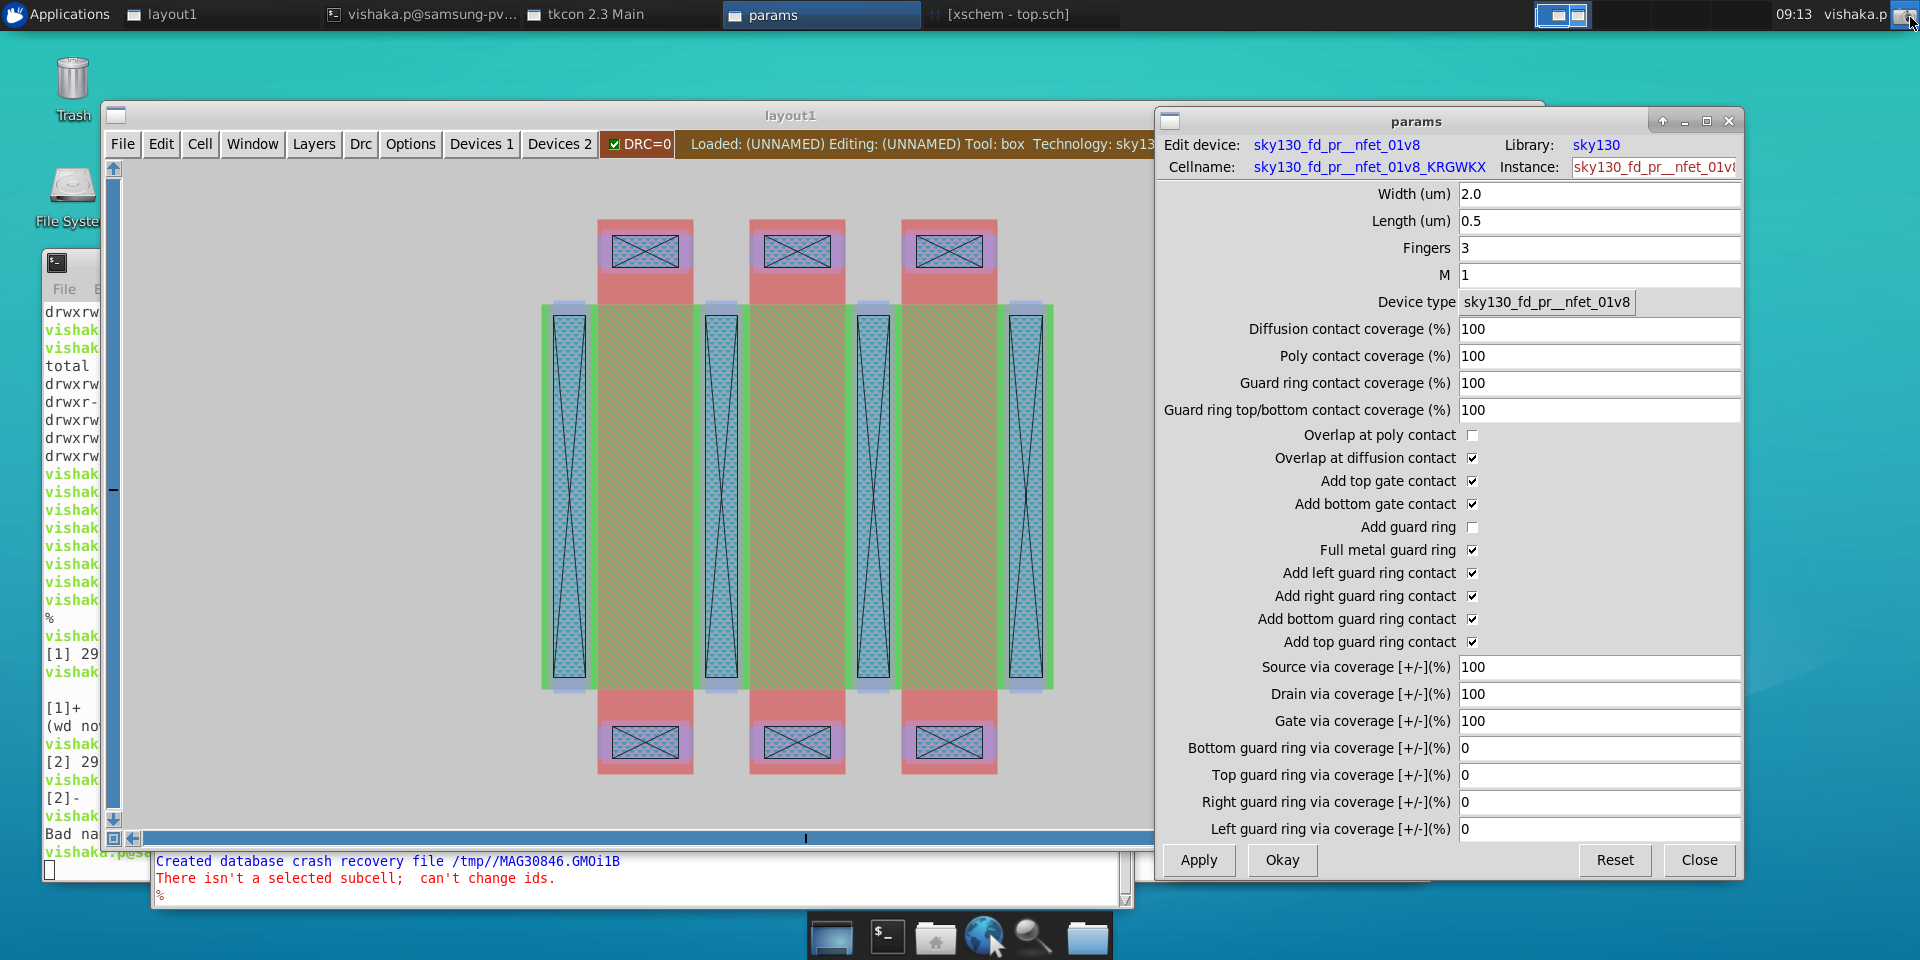 Applications
layout1
vishaka.p@samsung-pv...
tkcon 2.3 Main
params
[xschem - top.sch]
09:13
vishaka.p
Trash
File Syste
layout1
File Edit Cell Window Layers Drc Options Devices 1 Devices 2 DRC=0 Loaded: (UNNAMED) Editing: (UNNAMED) Tool: box Technology: sky13
File E
drwxrw
vishak
vishak
total
drwxrw
drwxr-
drwxrw
drwxrw
drwxrw
vishak
vishak
vishak
vishak
vishak
vishak
vishak
vishak
%
vishak
[1] 29
vishak
[1]+
(wd no
vishak
[2] 29
vishak
[2]-
vishak
Bad na
vishaka.p@sa
Created database crash recovery file /tmp//MAG30846.GMOi1B
There isn't a selected subcell; can't change ids.
%
params
Edit device: sky130_fd_pr__nfet_01v8 Library: sky130
Cellname: sky130_fd_pr__nfet_01v8_KRGWKX Instance: sky130_fd_pr__nfet_01v8
Width (um) 2.0
Length (um) 0.5
Fingers 3
M 1
Device type sky130_fd_pr__nfet_01v8
Diffusion contact coverage (%) 100
Poly contact coverage (%) 100
Guard ring contact coverage (%) 100
Guard ring top/bottom contact coverage (%) 100
Overlap at poly contact
Overlap at diffusion contact
Add top gate contact
Add bottom gate contact
Add guard ring
Full metal guard ring
Add left guard ring contact
Add right guard ring contact
Add bottom guard ring contact
Add top guard ring contact
Source via coverage [+/-](%) 100
Drain via coverage [+/-](%) 100
Gate via coverage [+/-](%) 100
Bottom guard ring via coverage [+/-](%) 0
Top guard ring via coverage [+/-](%) 0
Right guard ring via coverage [+/-](%) 0
Left guard ring via coverage [+/-](%) 0
Apply Okay Reset Close
$_